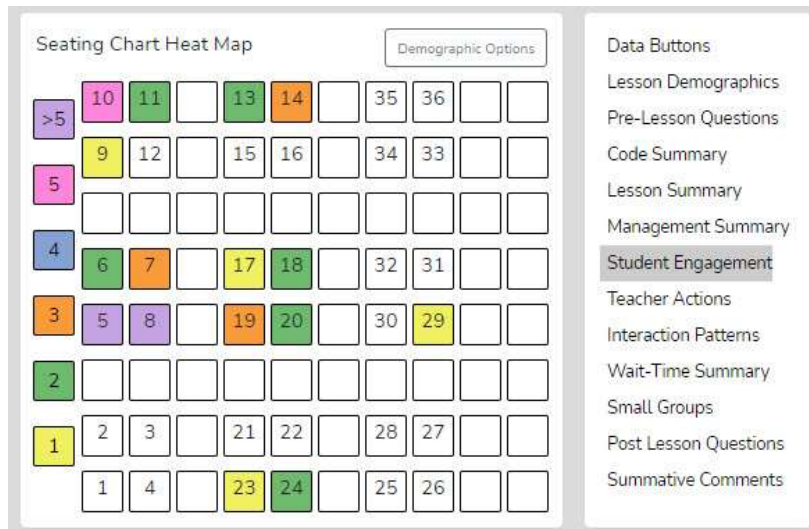 Seating Chart Heat Map
Demographic Options
>5
5
4
3
2
1
10 11 13 14 35 36
9 12 15 16 34 33
6 7 17 18 32 31
5 8 19 20 30 29
2 3 21 22 28 27
1 4 23 24 25 26
Data Buttons
Lesson Demographics
Pre-Lesson Questions
Code Summary
Lesson Summary
Management Summary
Student Engagement
Teacher Actions
Interaction Patterns
Wait-Time Summary
Small Groups
Post Lesson Questions
Summative Comments